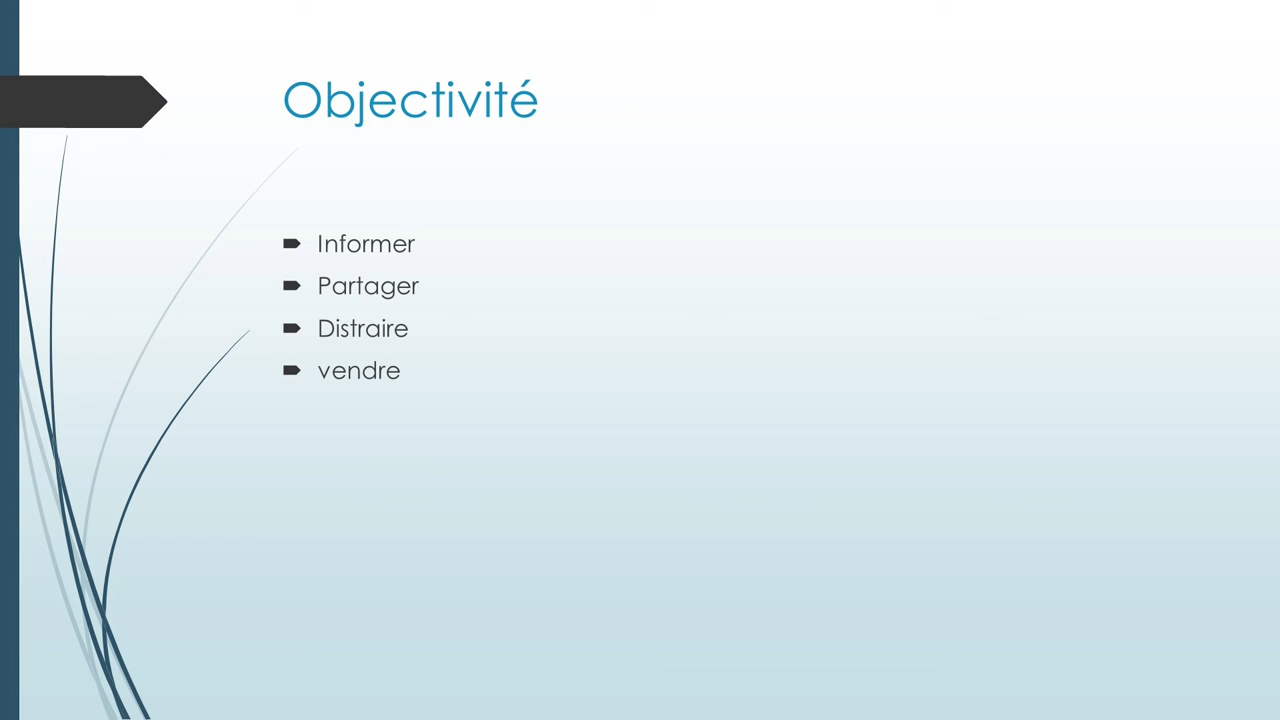 Objectivité
Informer
Partager
Distraire
vendre